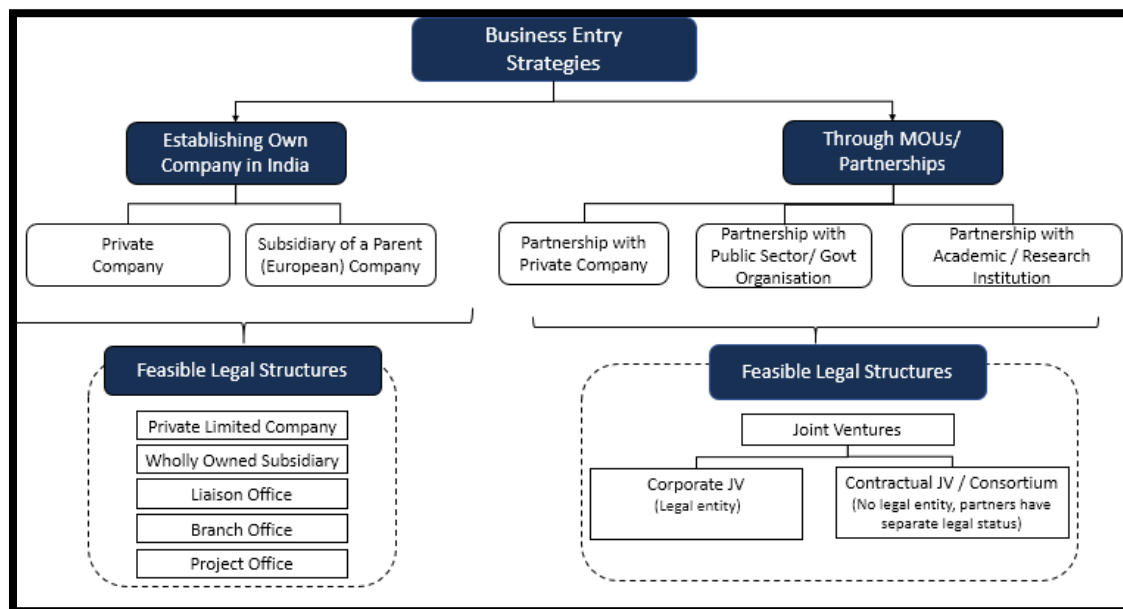 Business Entry
Strategies
Establishing Own
Company in India
Through MOUs/
Partnerships
Private
Company
Subsidiary of a Parent
(European) Company
Partnership with
Private Company
Partnership with
Public Sector/ Govt
Organisation
Partnership with
Academic / Research
Institution
Feasible Legal Structures
Private Limited Company
Wholly Owned Subsidiary
Liaison Office
Branch Office
Project Office
Feasible Legal Structures
Joint Ventures
Corporate JV
(Legal entity)
Contractual JV / Consortium
(No legal entity, partners have
separate legal status)